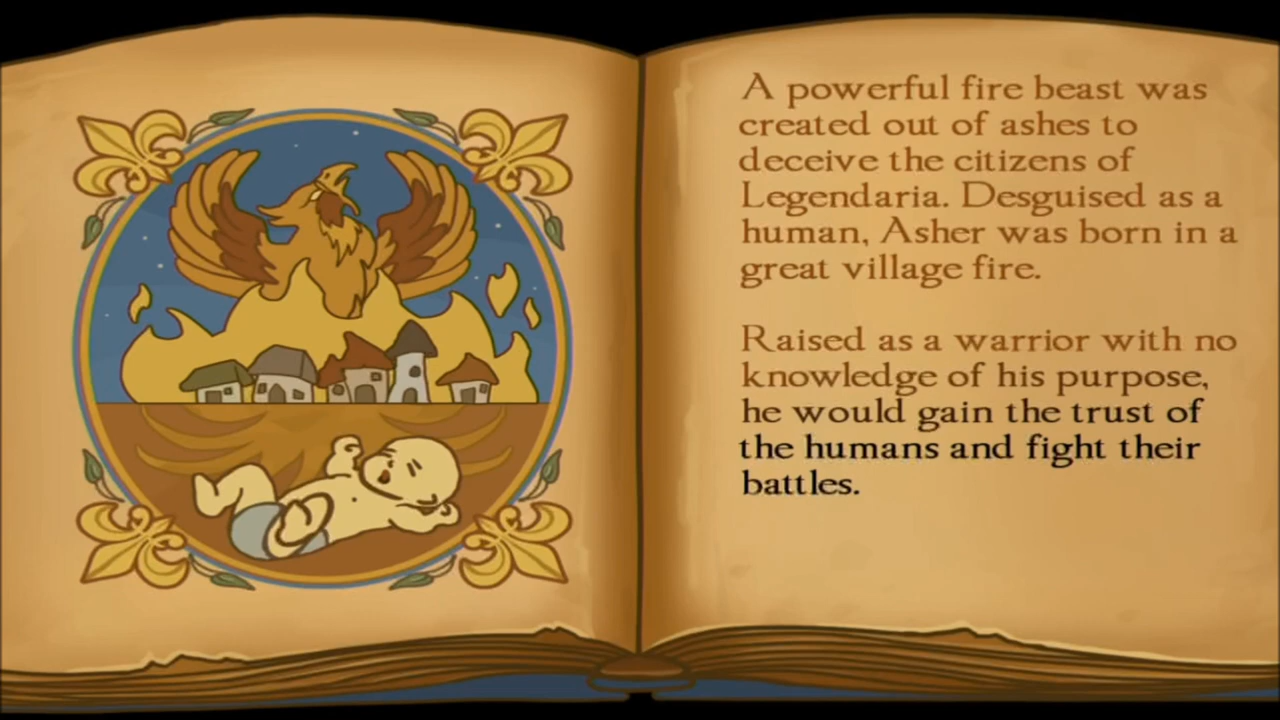 A powerful fire beast was
created out of ashes to
deceive the citizens of
Legendaria. Desguised as a
human, Asher was born in a
great village fire.
Raised as a warrior with no
knowledge of his purpose,
he would gain the trust of
the humans and fight their
battles.